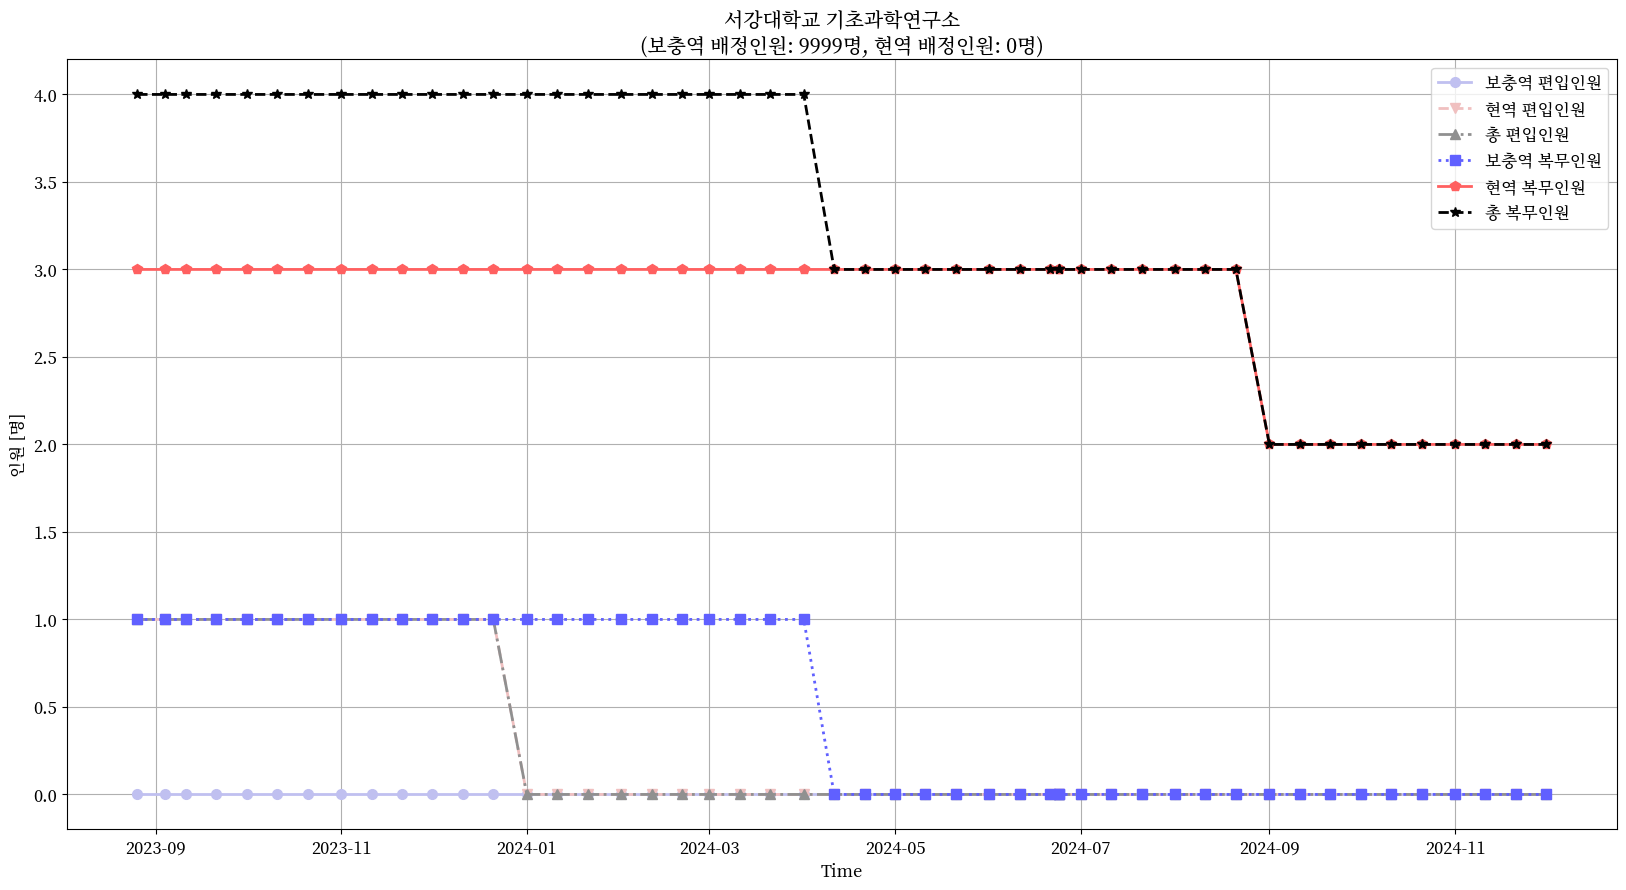 서강대학교 기초과학연구소
(보충역 배정인원: 9999명, 현역 배정인원: 0명)
보충역 편입인원
현역 편입인원
총 편입인원
보충역 복무인원
현역 복무인원
총 복무인원
4.0
3.5
3.0
2.5
2.0
1.5
1.0
0.5
0.0
인원 [명]
2023-09
2023-11
2024-01
2024-03
2024-05
2024-07
2024-09
2024-11
Time